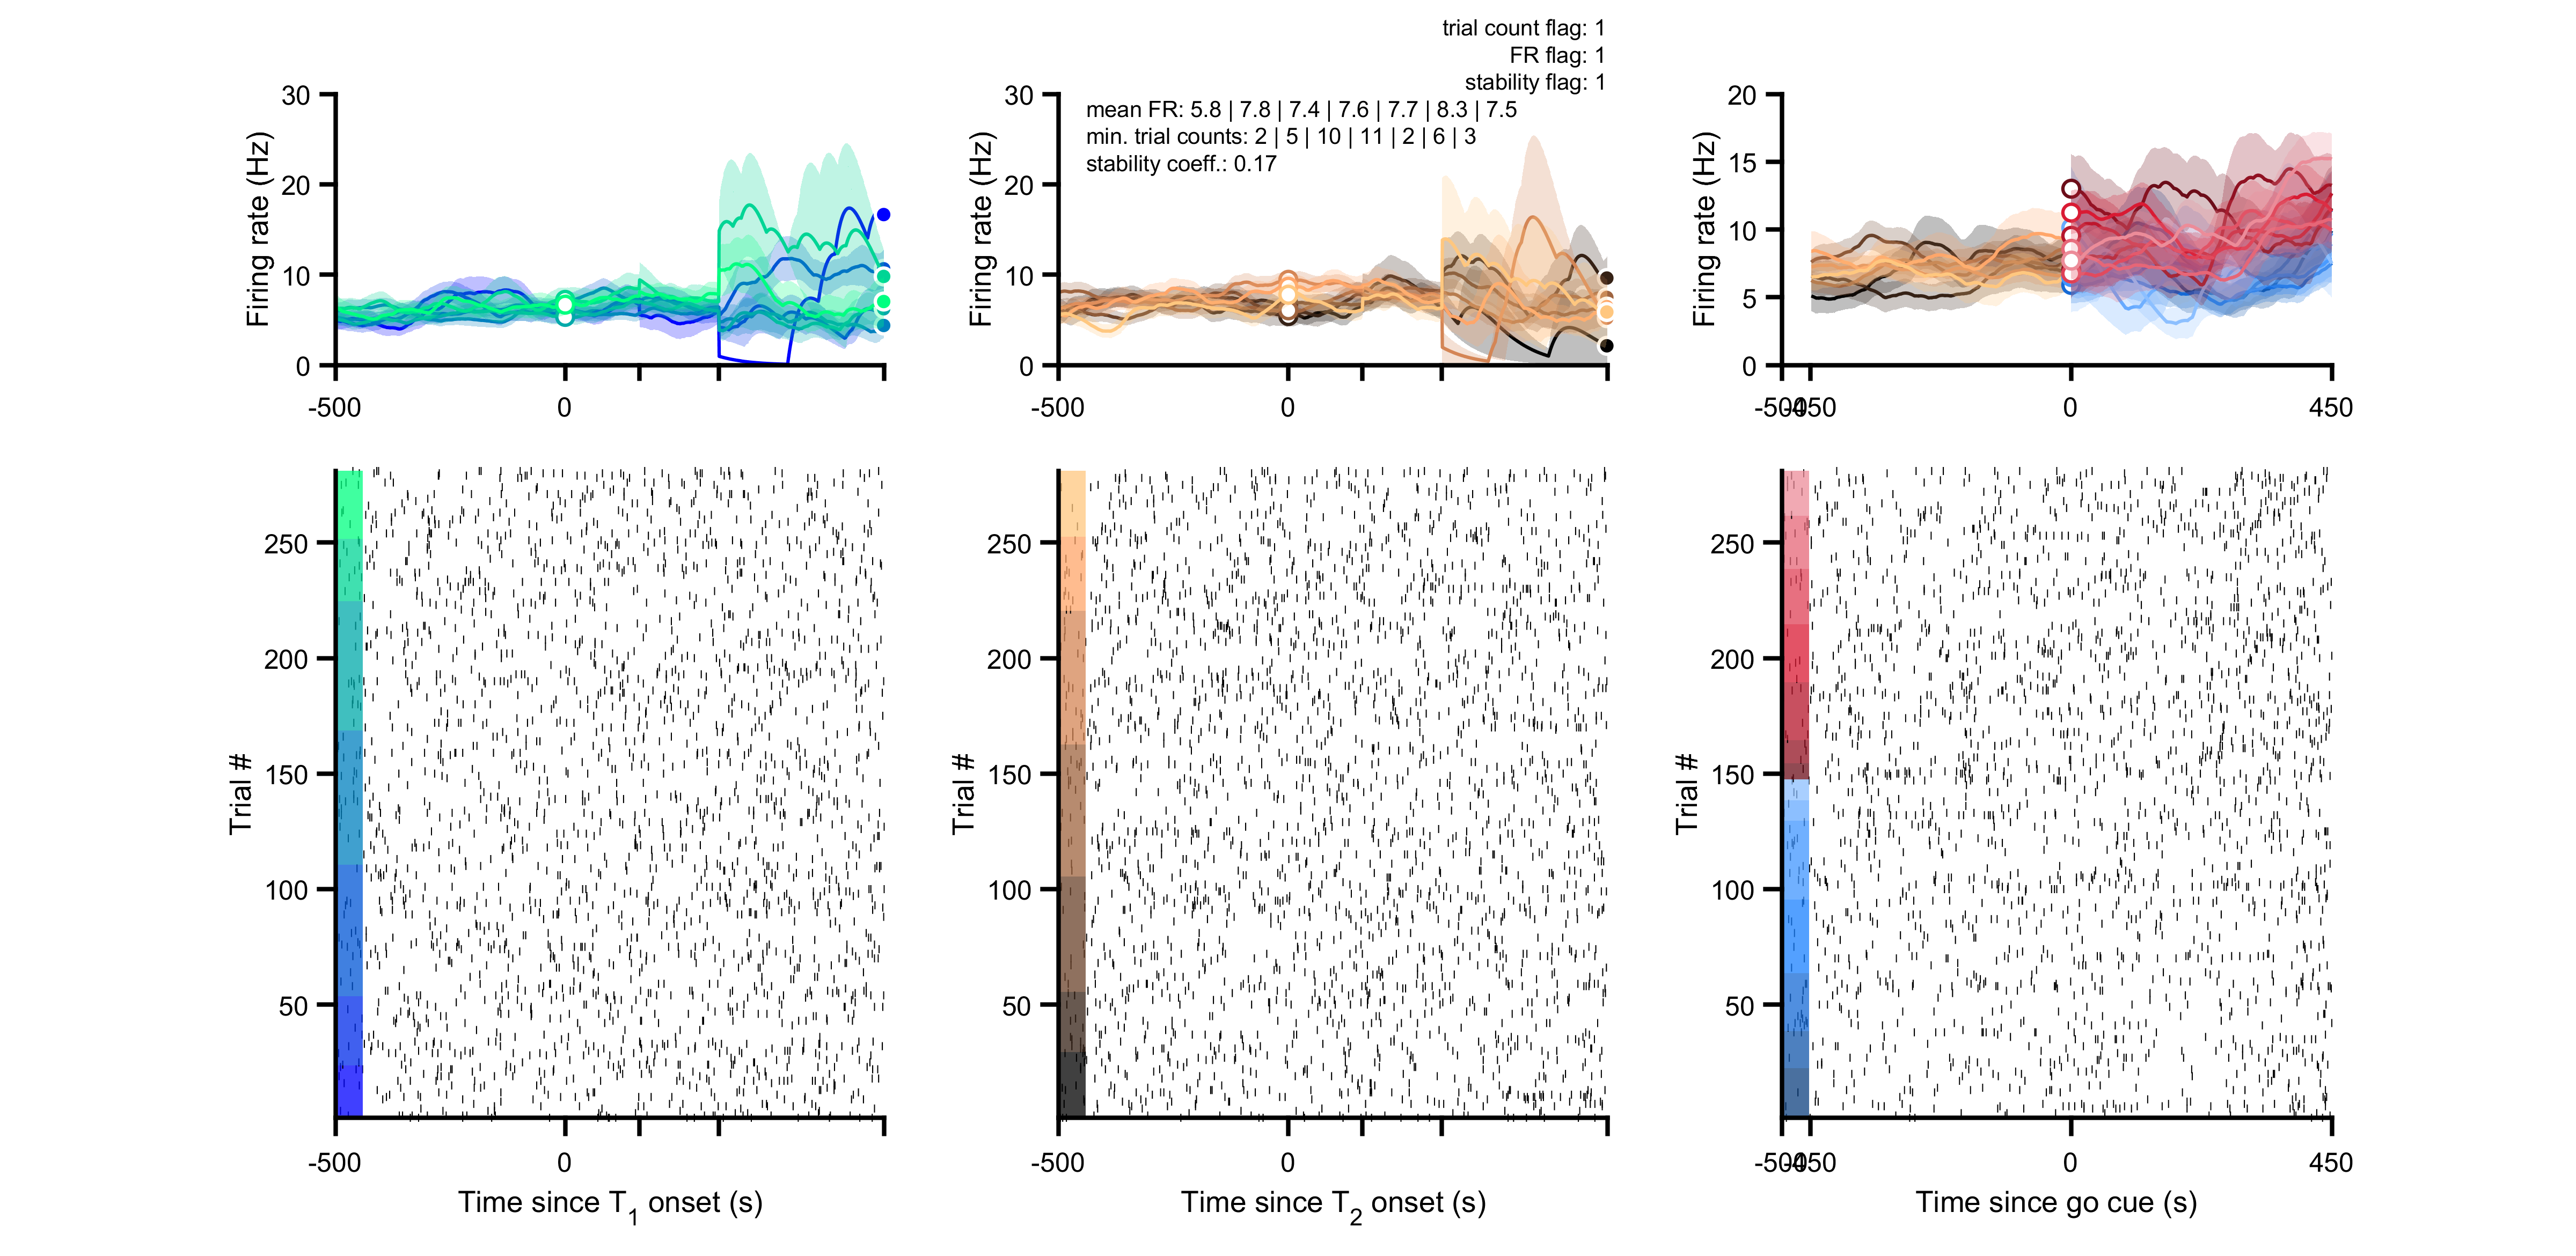 trial count flag: 1
FR flag: 1
stability flag: 1
mean FR: 5.8 | 7.8 | 7.4 | 7.6 | 7.7 | 8.3 | 7.5
min. trial counts: 2 | 5 | 10 | 11 | 2 | 6 | 3
stability coeff.: 0.17
Firing rate (Hz)
30
20
10
0
-500
0
Firing rate (Hz)
30
20
10
0
-500
0
Firing rate (Hz)
20
15
10
5
0
-500
-450
0
450
Trial #
250
200
150
100
50
-500
0
Time since T1 onset (s)
Trial #
250
200
150
100
50
-500
0
Time since T2 onset (s)
Trial #
250
200
150
100
50
-500
-450
0
450
Time since go cue (s)